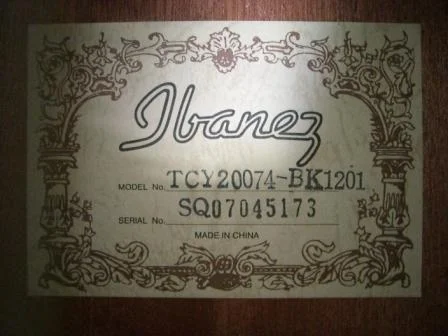 Ibanez
MODEL No. TCY20074-BK1201
SERIAL No. SQ07045173
MADE IN CHINA